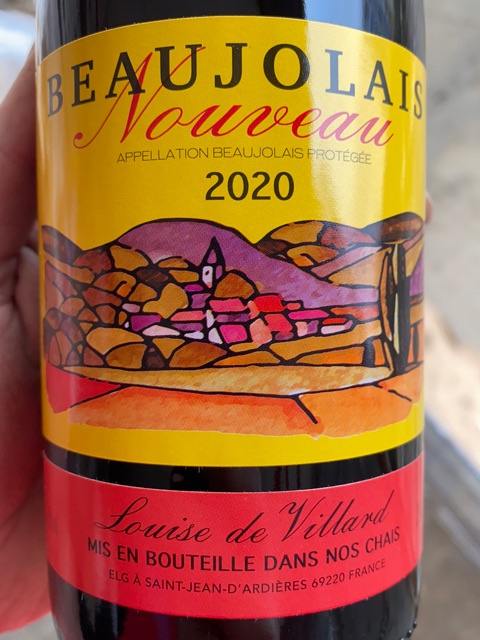 BEAUJOLAIS
Nouveau
APPELLATION BEAUJOLAIS PROTÉGÉE
2020
Louise de Villard
MIS EN BOUTEILLE DANS NOS CHAIS
ELG À SAINT-JEAN-D'ARDIÈRES 69220 FRANCE